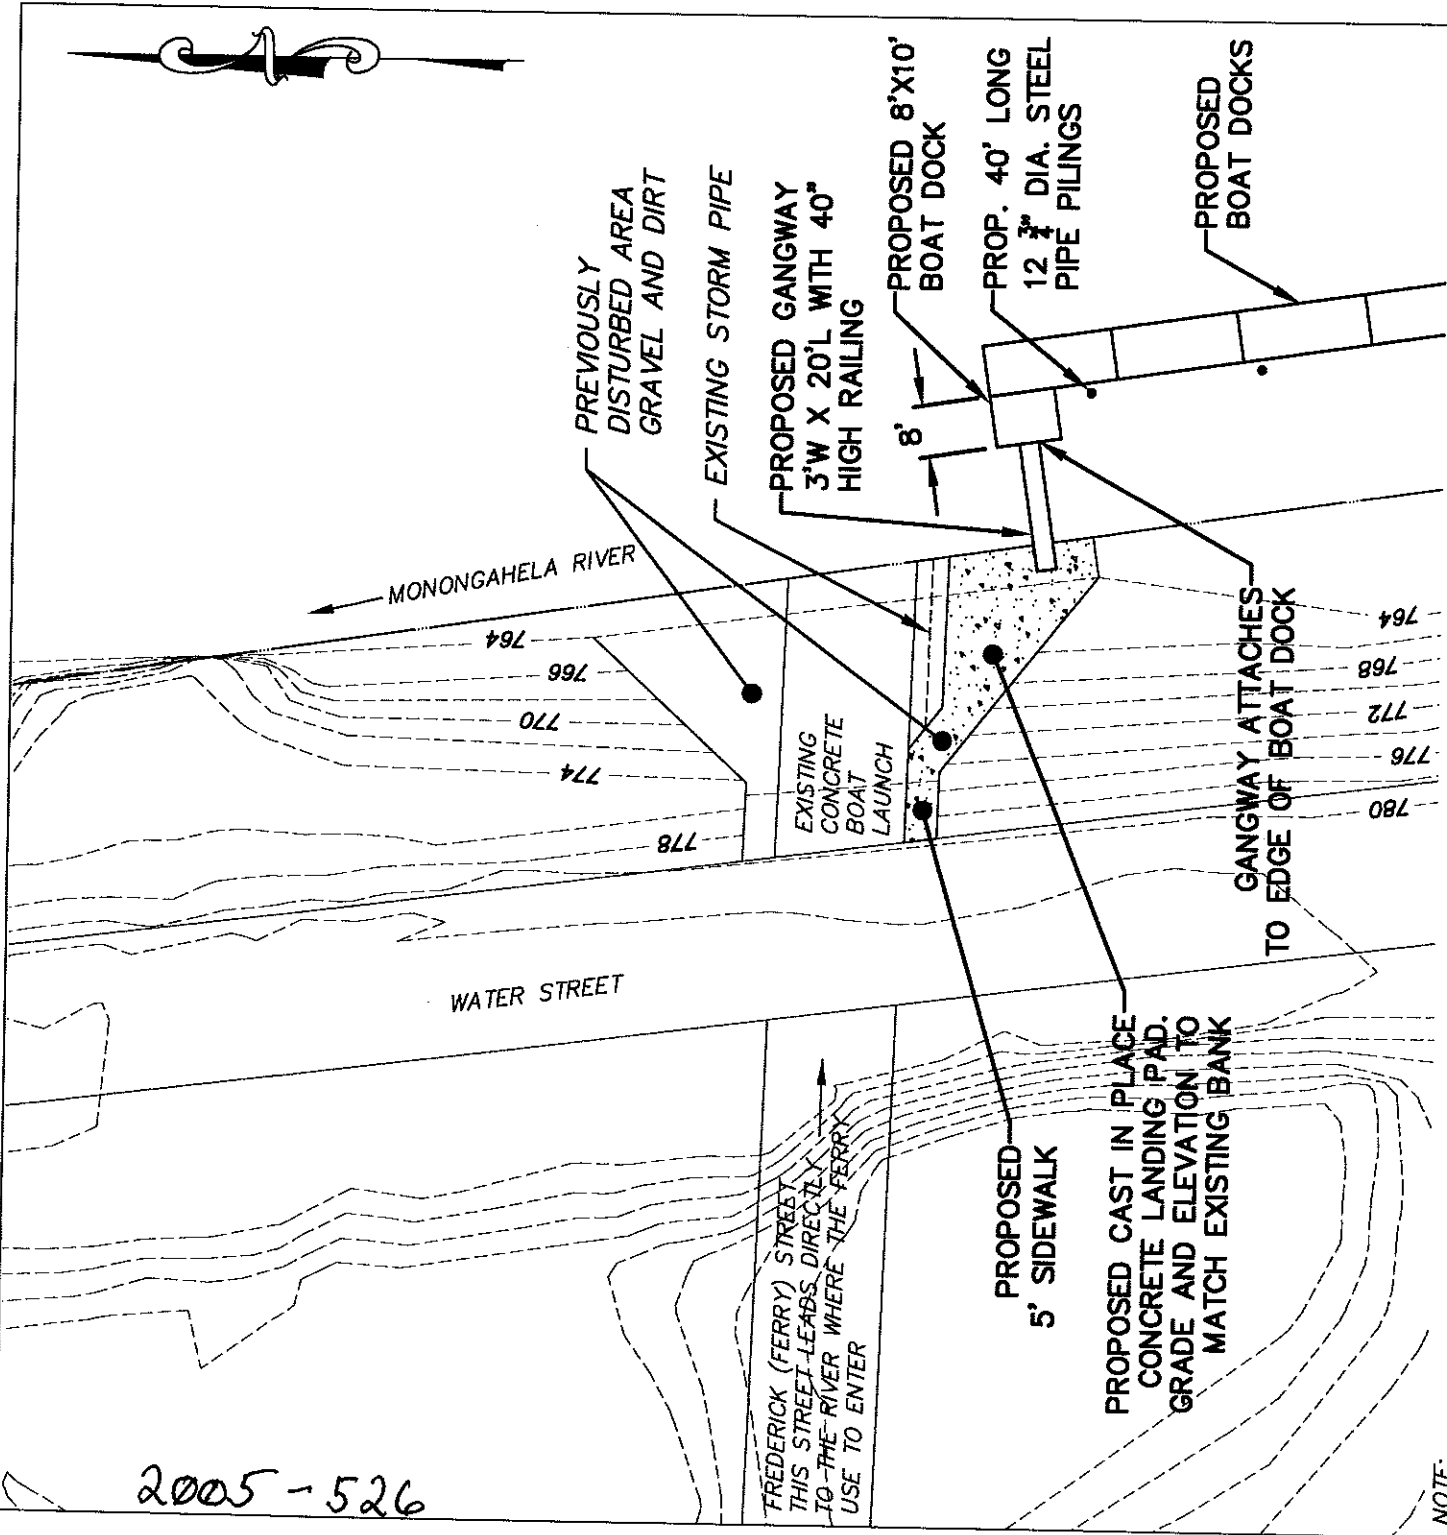 PREVIOUSLY
DISTURBED AREA
GRAVEL AND DIRT
EXISTING STORM PIPE
PROPOSED GANGWAY
3'W X 20'L WITH 40"
HIGH RAILING
PROPOSED 8'X10'
BOAT DOCK
PROP. 40' LONG
12 3/4" DIA. STEEL
PIPE PILINGS
PROPOSED
BOAT DOCKS
8'
MONONGAHELA RIVER
764
766
770
774
778
EXISTING
CONCRETE
BOAT
LAUNCH
764
768
772
776
780
GANGWAY ATTACHES
TO EDGE OF BOAT DOCK
WATER STREET
PROPOSED
5' SIDEWALK
PROPOSED CAST IN PLACE
CONCRETE LANDING PAD.
GRADE AND ELEVATION TO
MATCH EXISTING BANK
FREDERICK (FERRY) STREET
THIS STREET LEADS DIRECTLY
TO THE RIVER WHERE THE FERRY
USE TO ENTER
2005-526
NOTE: